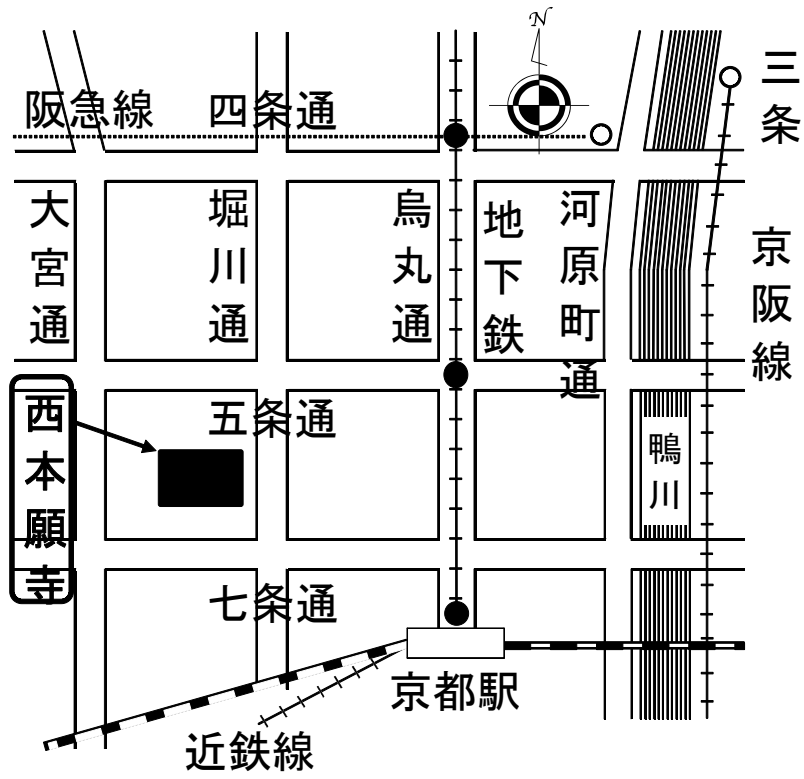 N
三条
阪急線
四条通
大宮通
堀川通
烏丸通
地下鉄
河原町通
京阪線
西本願寺
五条通
鴨川
七条通
京都駅
近鉄線